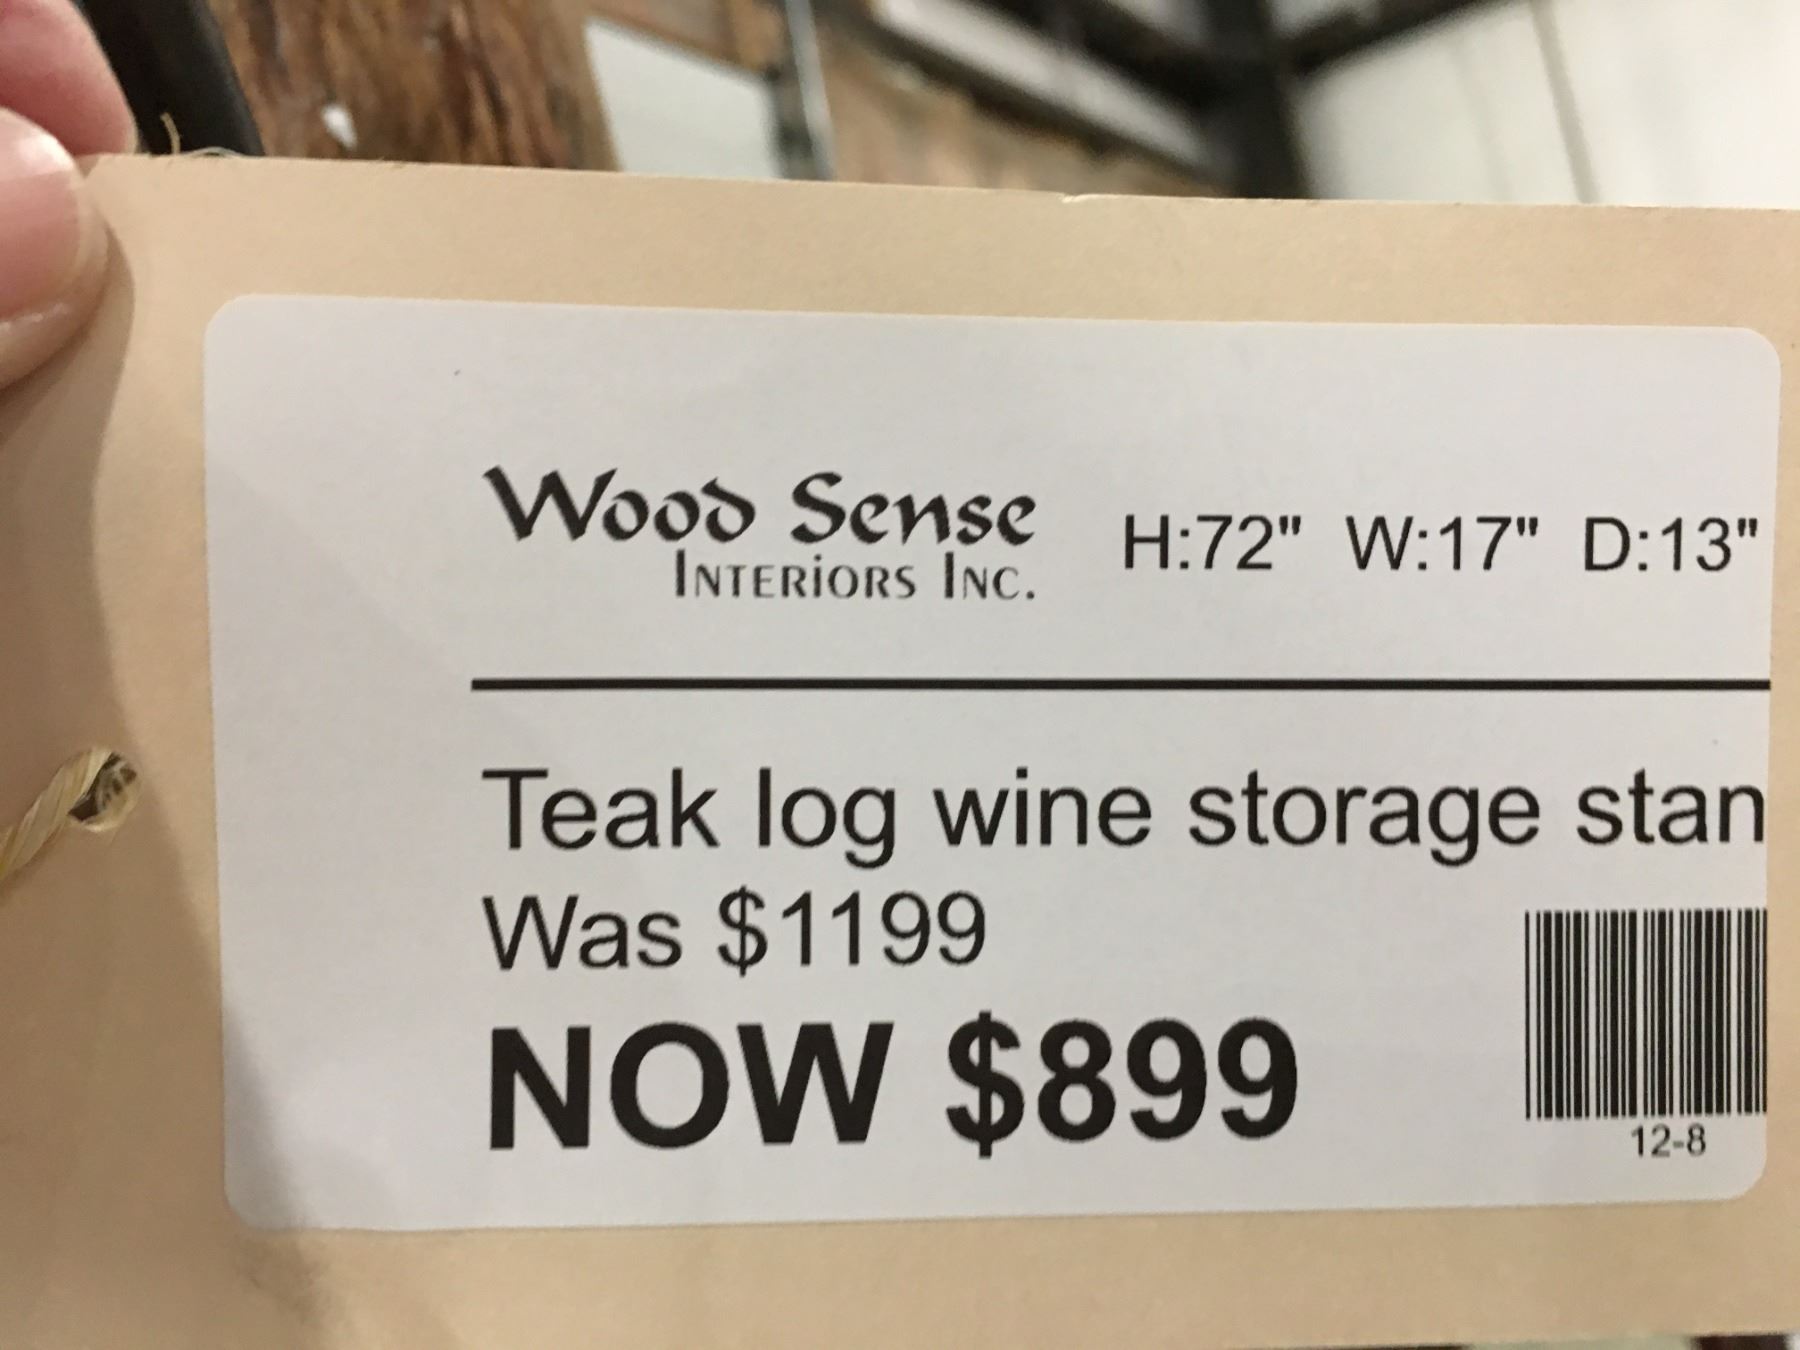 Wood Sense H:72" W:17" D:13"
INTERiORS INC.
Teak log wine storage stan
Was $1199
NOW $899
12-8